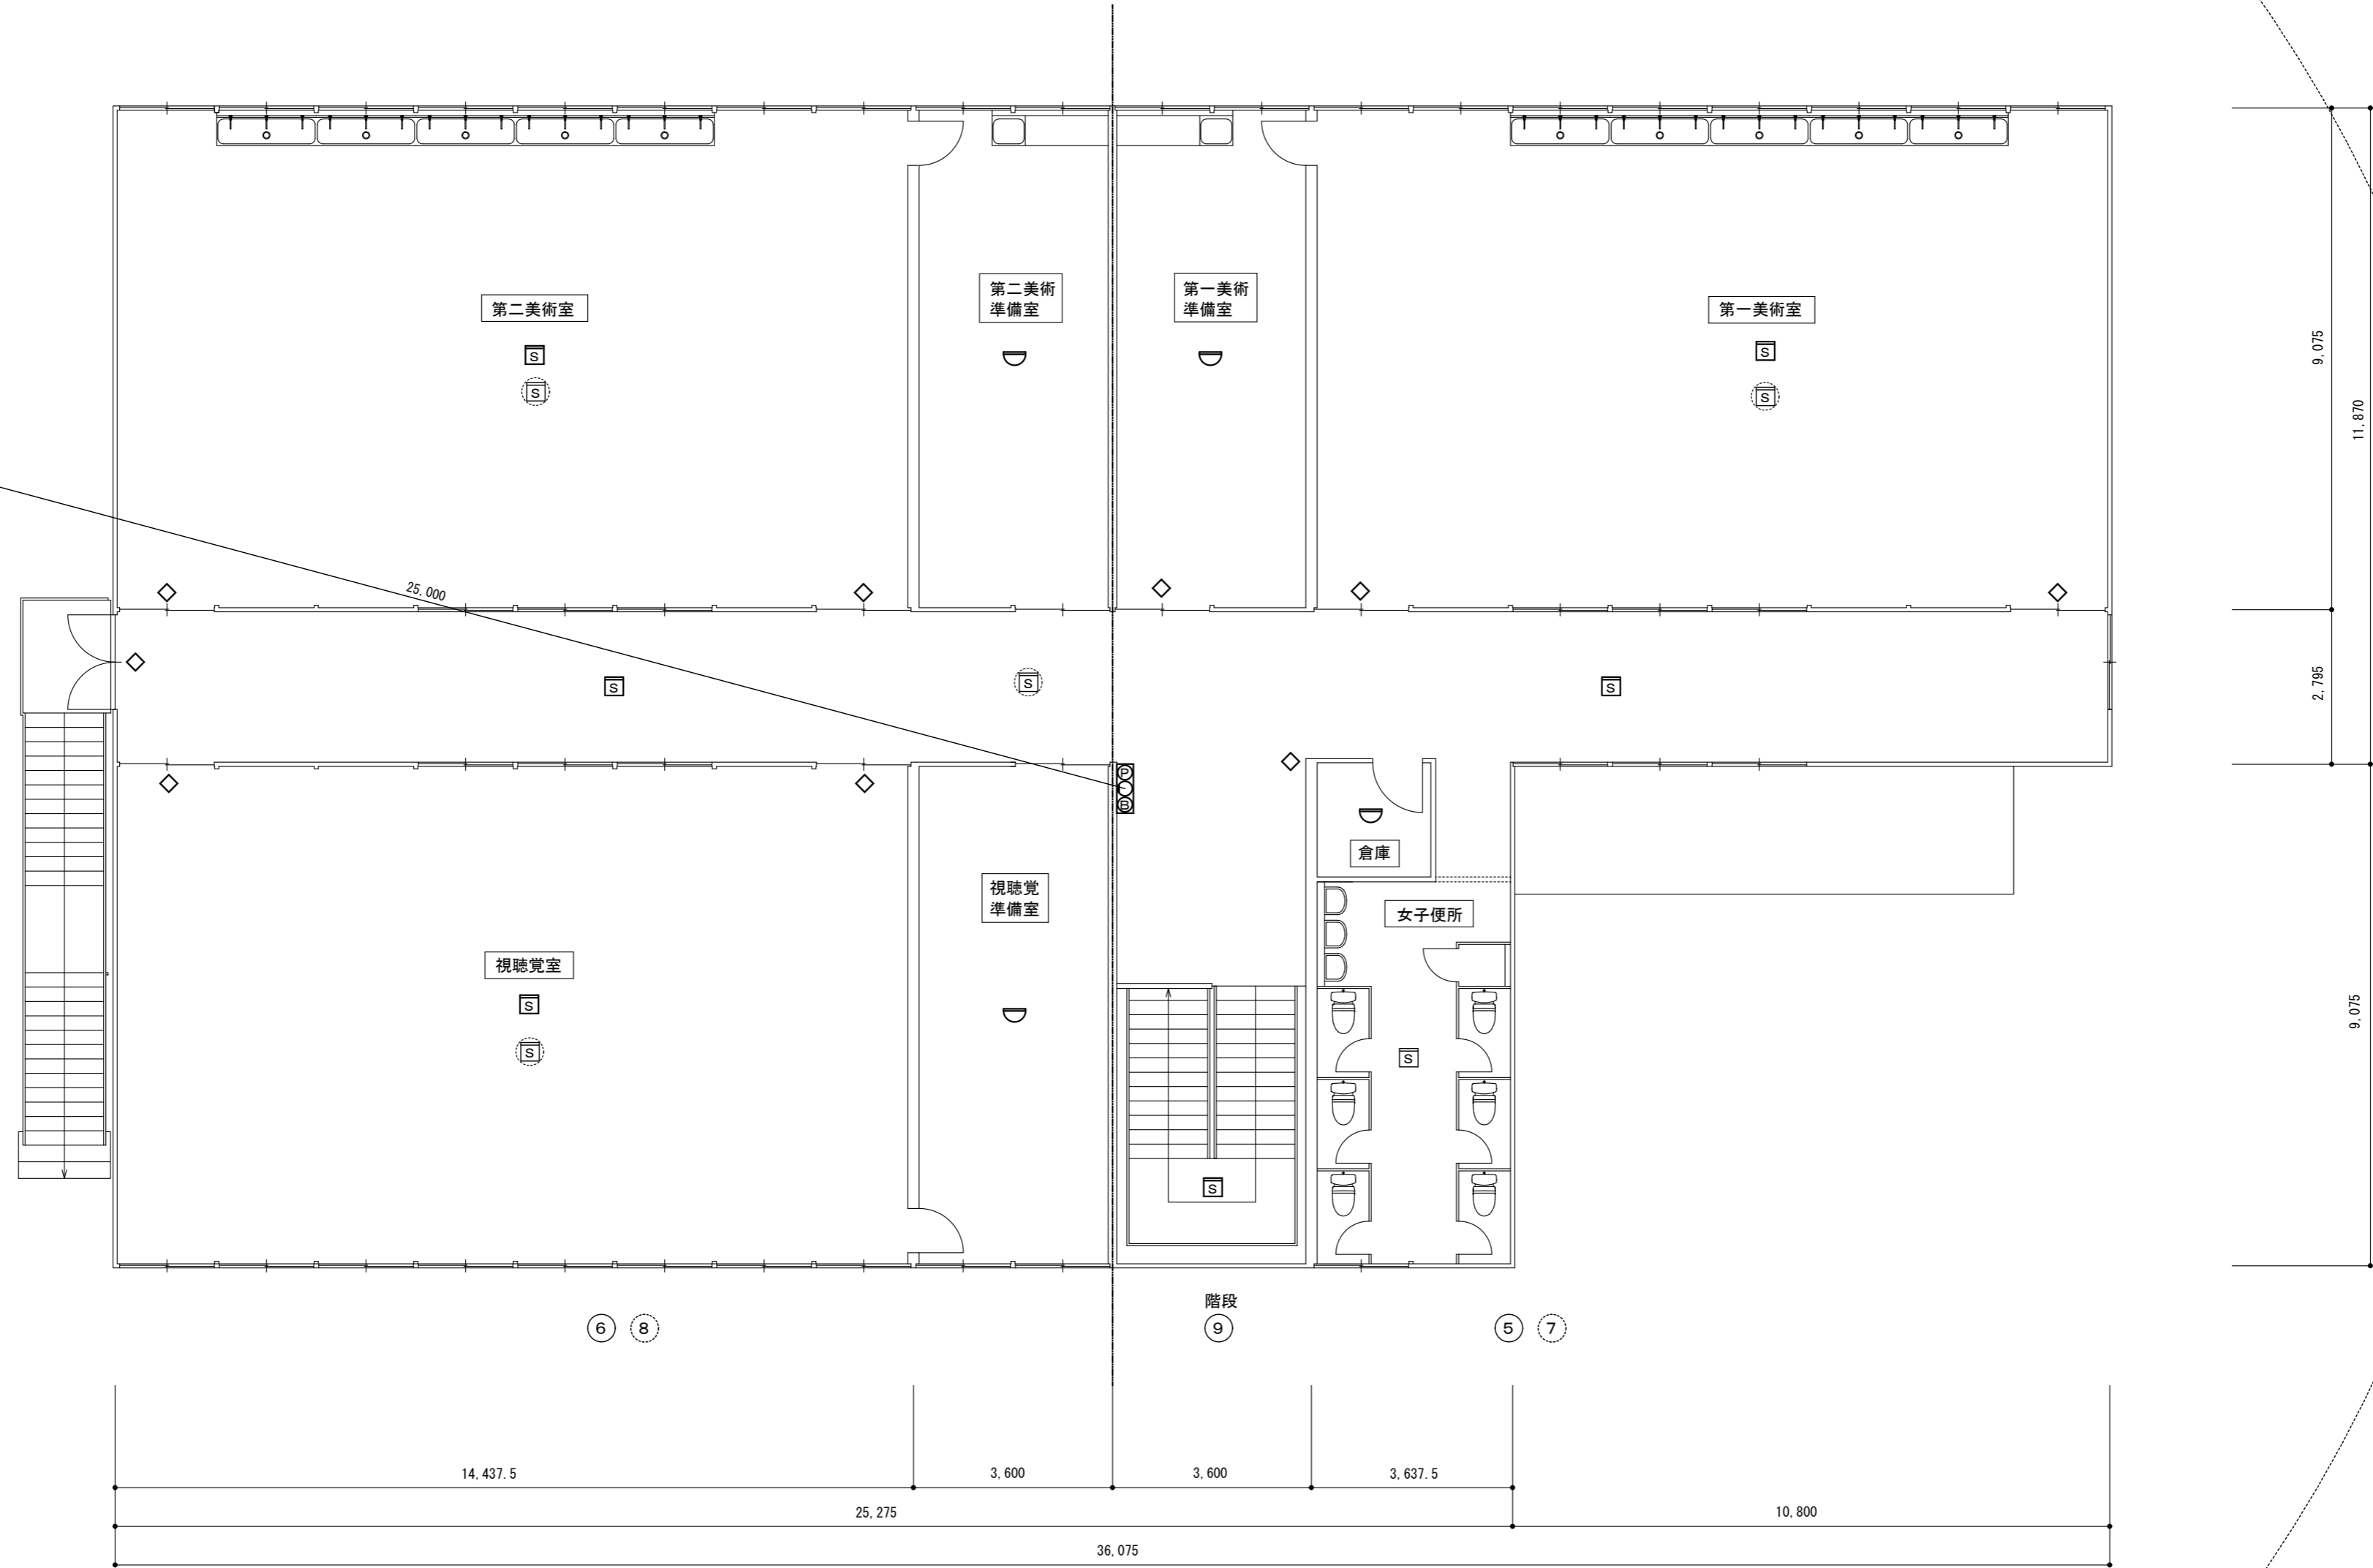 第二美術室
S
S
第二美術
準備室
第一美術
準備室
第一美術室
S
S
9,075
11,870
25,000
S
S
S
2,795
P
B
倉庫
視聴覚
準備室
女子便所
視聴覚室
S
S
S
S
9,075
階段
6
8
9
5
7
14,437.5
3,600
3,600
3,637.5
25,275
10,800
36,075